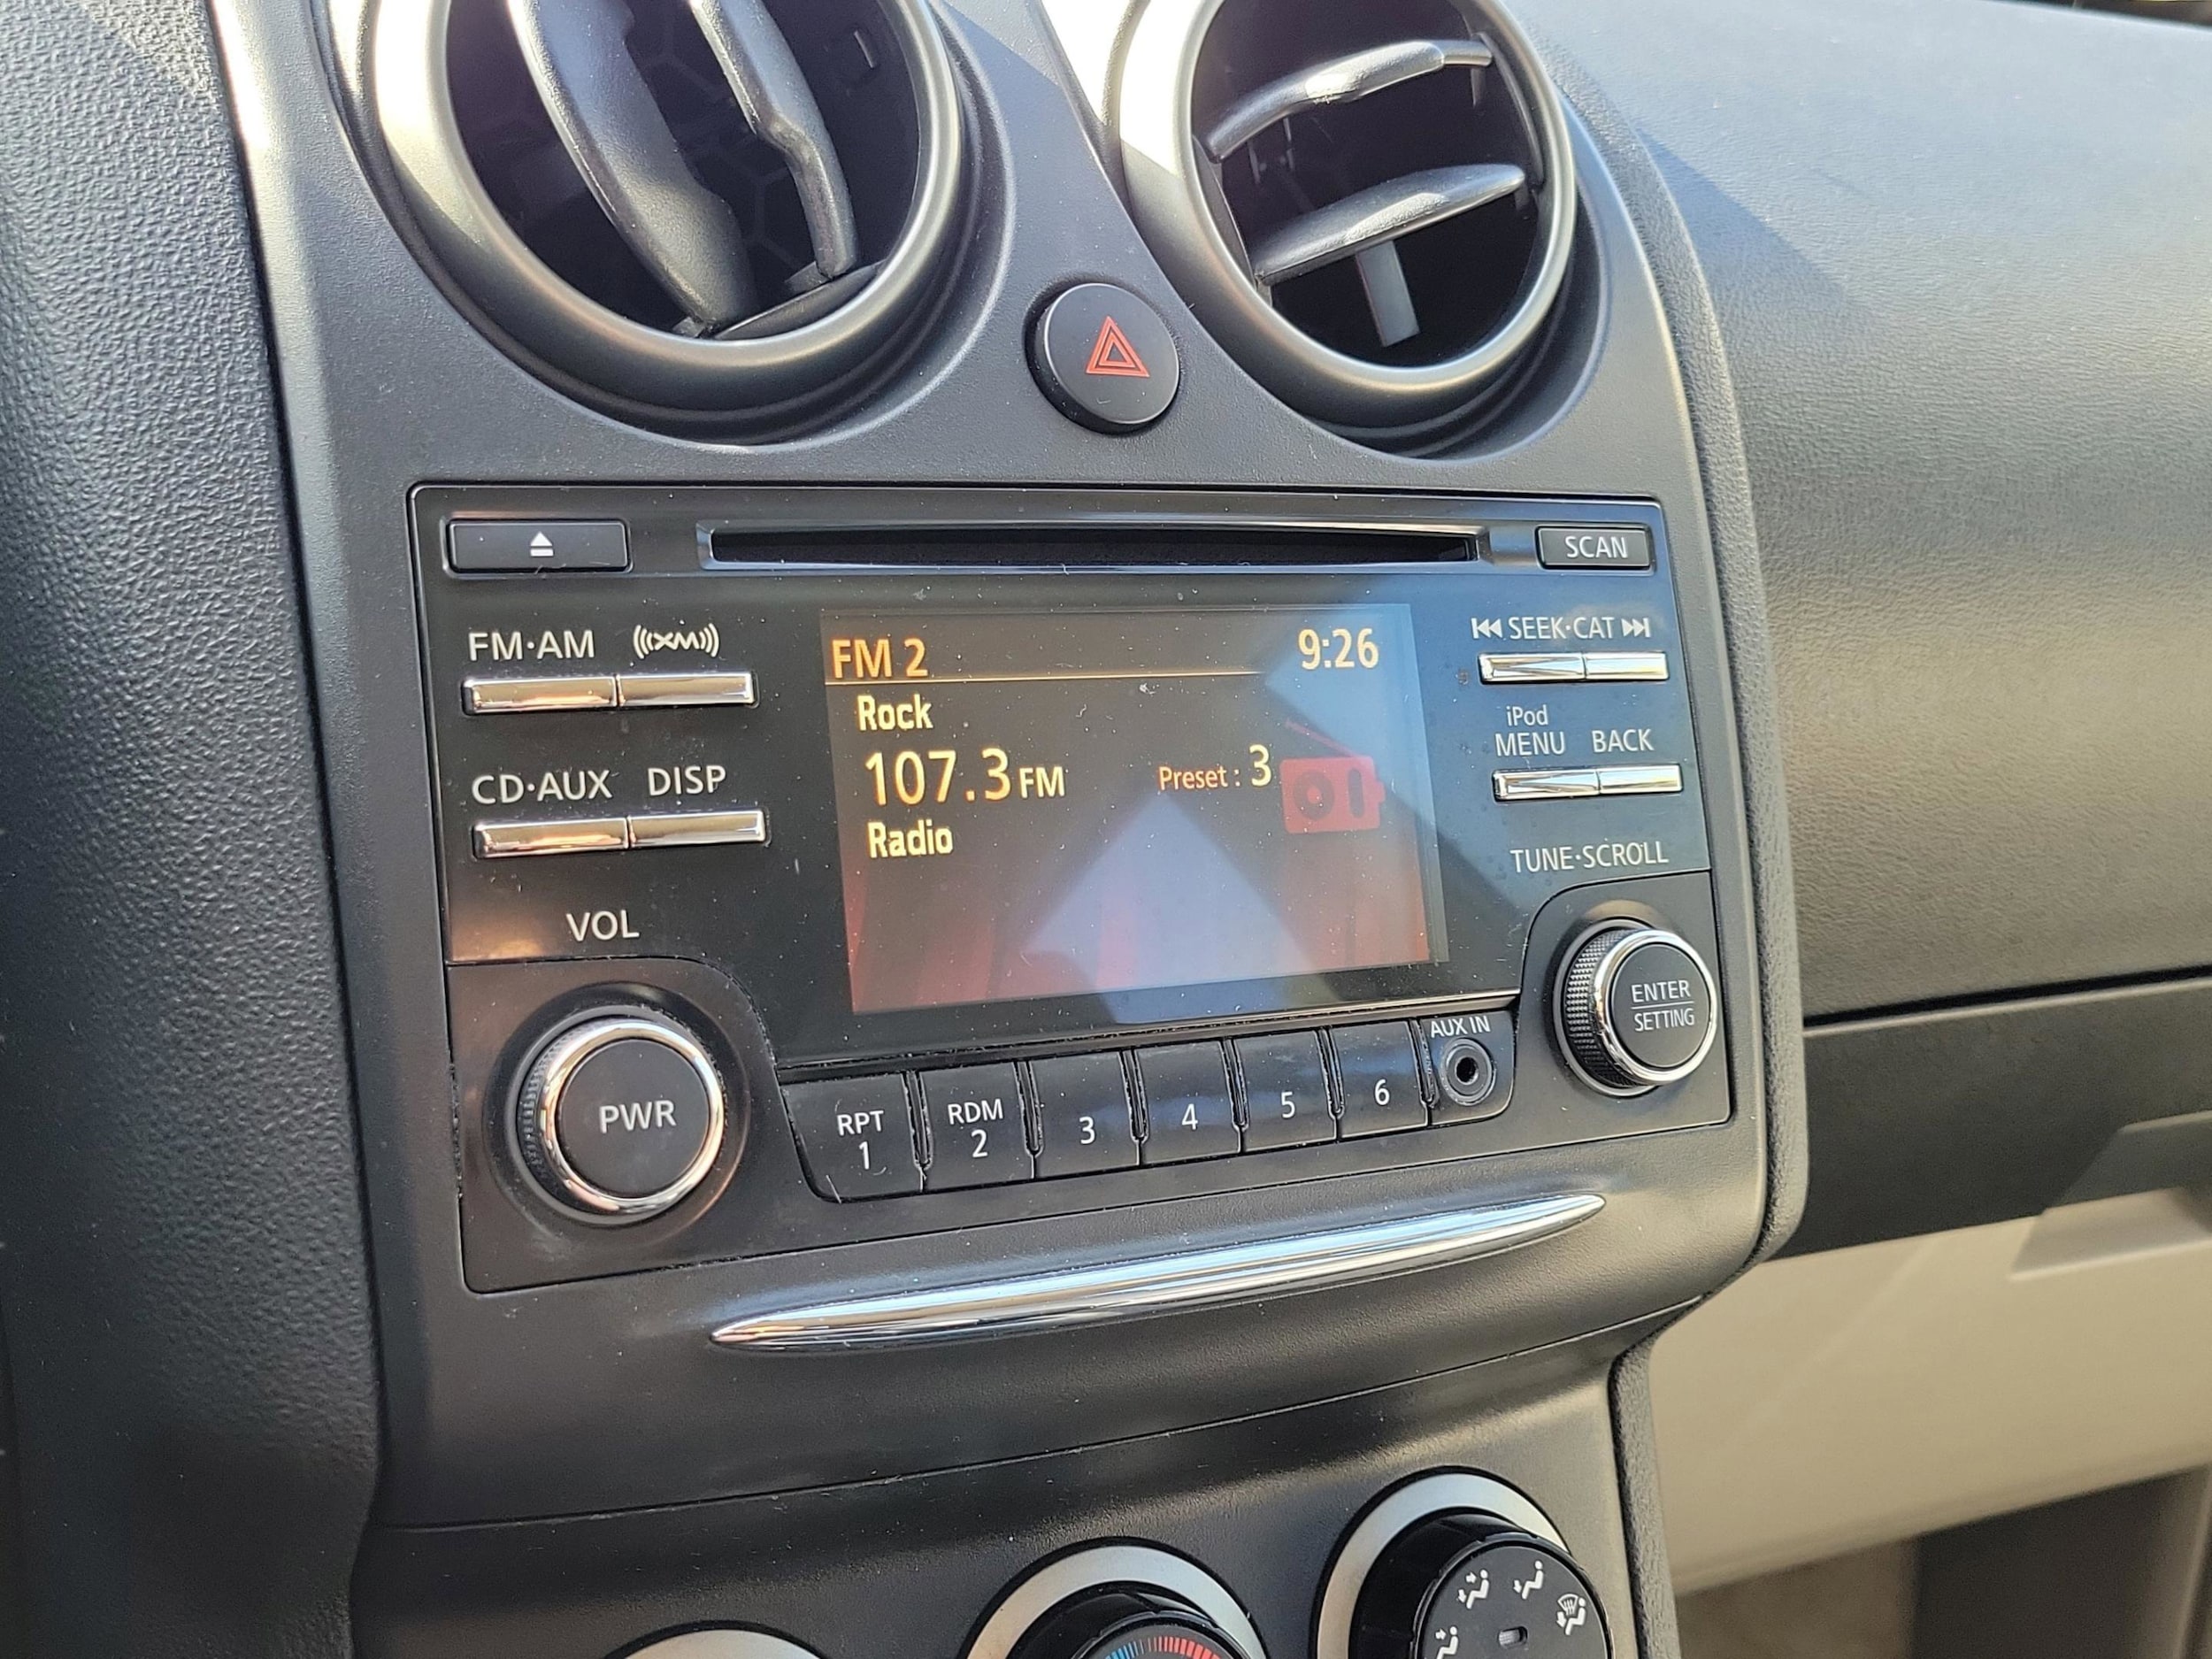 SCAN
FM·AM
XM
SEEK·CAT
FM 2
9:26
Rock
iPod
MENU
BACK
107.3 FM
Preset : 3
CD·AUX
DISP
Radio
TUNE·SCROLL
VOL
ENTER
SETTING
AUX IN
PWR
RPT
1
RDM
2
3
4
5
6